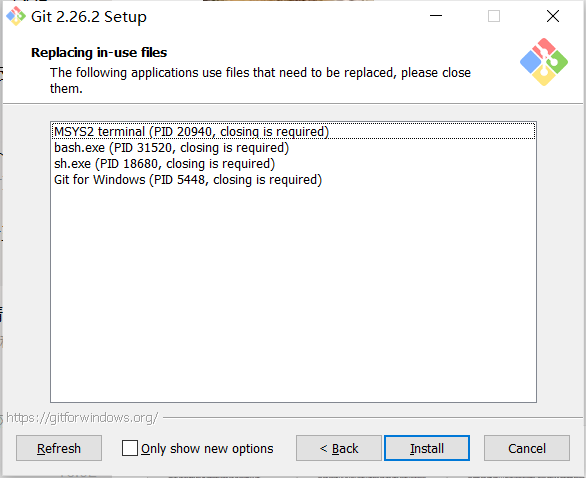 Git 2.26.2 Setup
Replacing in-use files
The following applications use files that need to be replaced, please close
them.
MSYS2 terminal (PID 20940, closing is required)
bash.exe (PID 31520, closing is required)
sh.exe (PID 18680, closing is required)
Git for Windows (PID 5448, closing is required)
https://gitforwindows.org/
Refresh
Only show new options
< Back
Install
Cancel